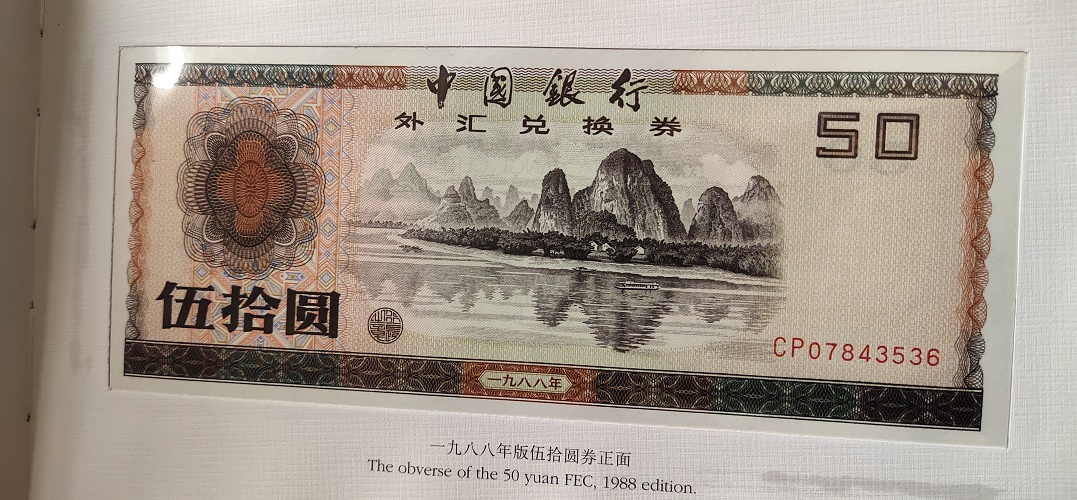 中國銀行
外汇兑换券
50
伍拾圆
CP07843536
一九八八年
一九八八年版伍拾圆券正面
The obverse of the 50 yuan FEC, 1988 edition.